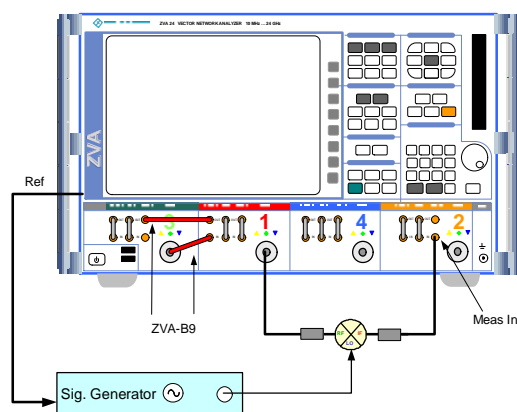 ZVA 24 VECTOR NETWORK ANALYZER 10 MHz ... 24 GHz
ZVA
Ref
3
1
4
2
Meas In
ZVA-B9
RF
IF
LO
Sig. Generator